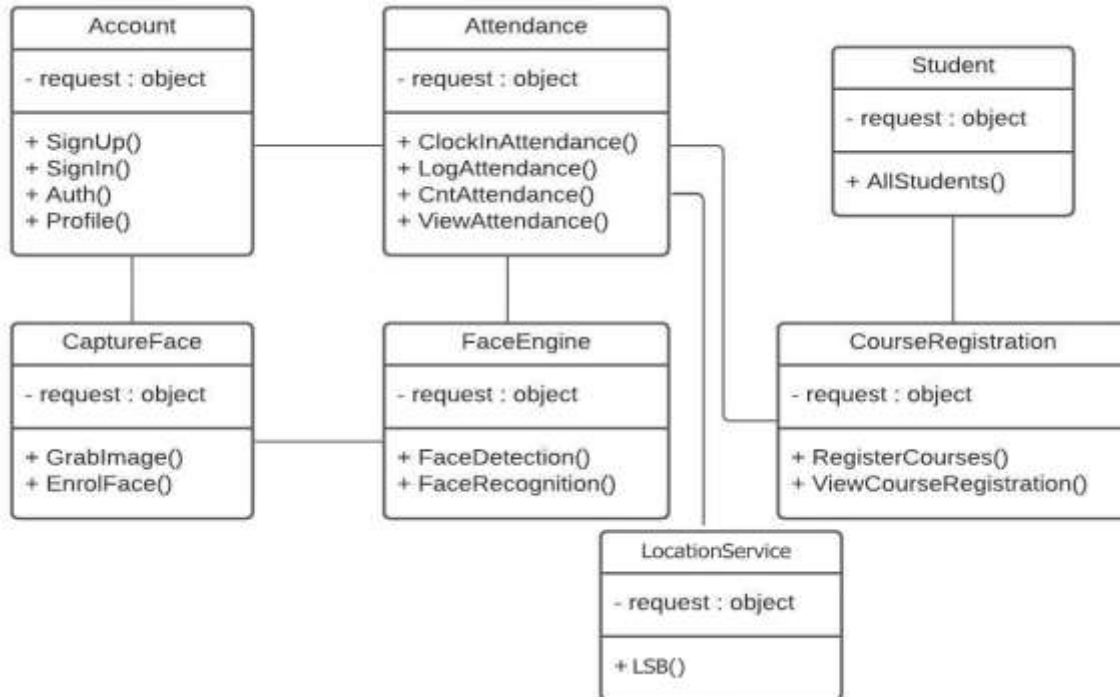 Account
- request : object
+ SignUp()
+ SignIn()
+ Auth()
+ Profile()
Attendance
- request : object
+ ClockInAttendance()
+ LogAttendance()
+ CntAttendance()
+ ViewAttendance()
Student
- request : object
+ AllStudents()
CaptureFace
- request : object
+ GrabImage()
+ EnrolFace()
FaceEngine
- request : object
+ FaceDetection()
+ FaceRecognition()
CourseRegistration
- request : object
+ RegisterCourses()
+ ViewCourseRegistration()
LocationService
- request : object
+ LSB()